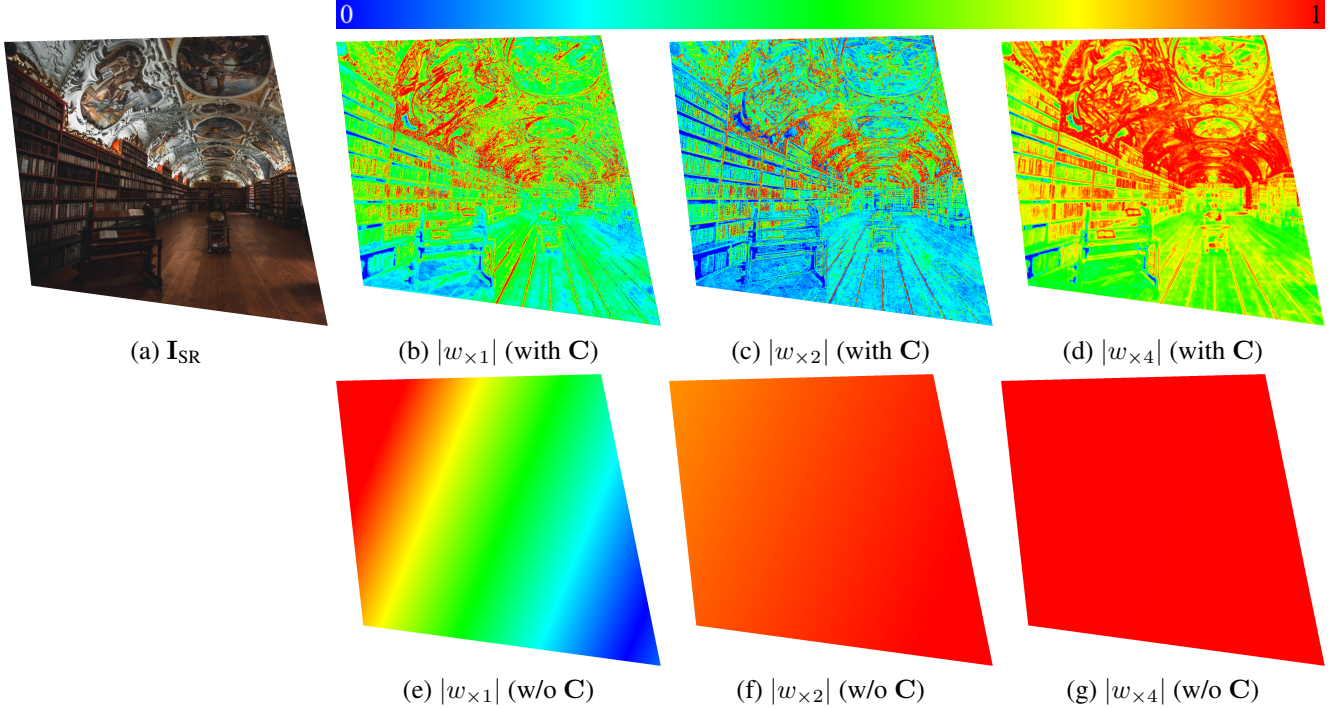 0 1
(a) I_SR
(b) |w_×1| (with C)
(c) |w_×2| (with C)
(d) |w_×4| (with C)
(e) |w_×1| (w/o C)
(f) |w_×2| (w/o C)
(g) |w_×4| (w/o C)